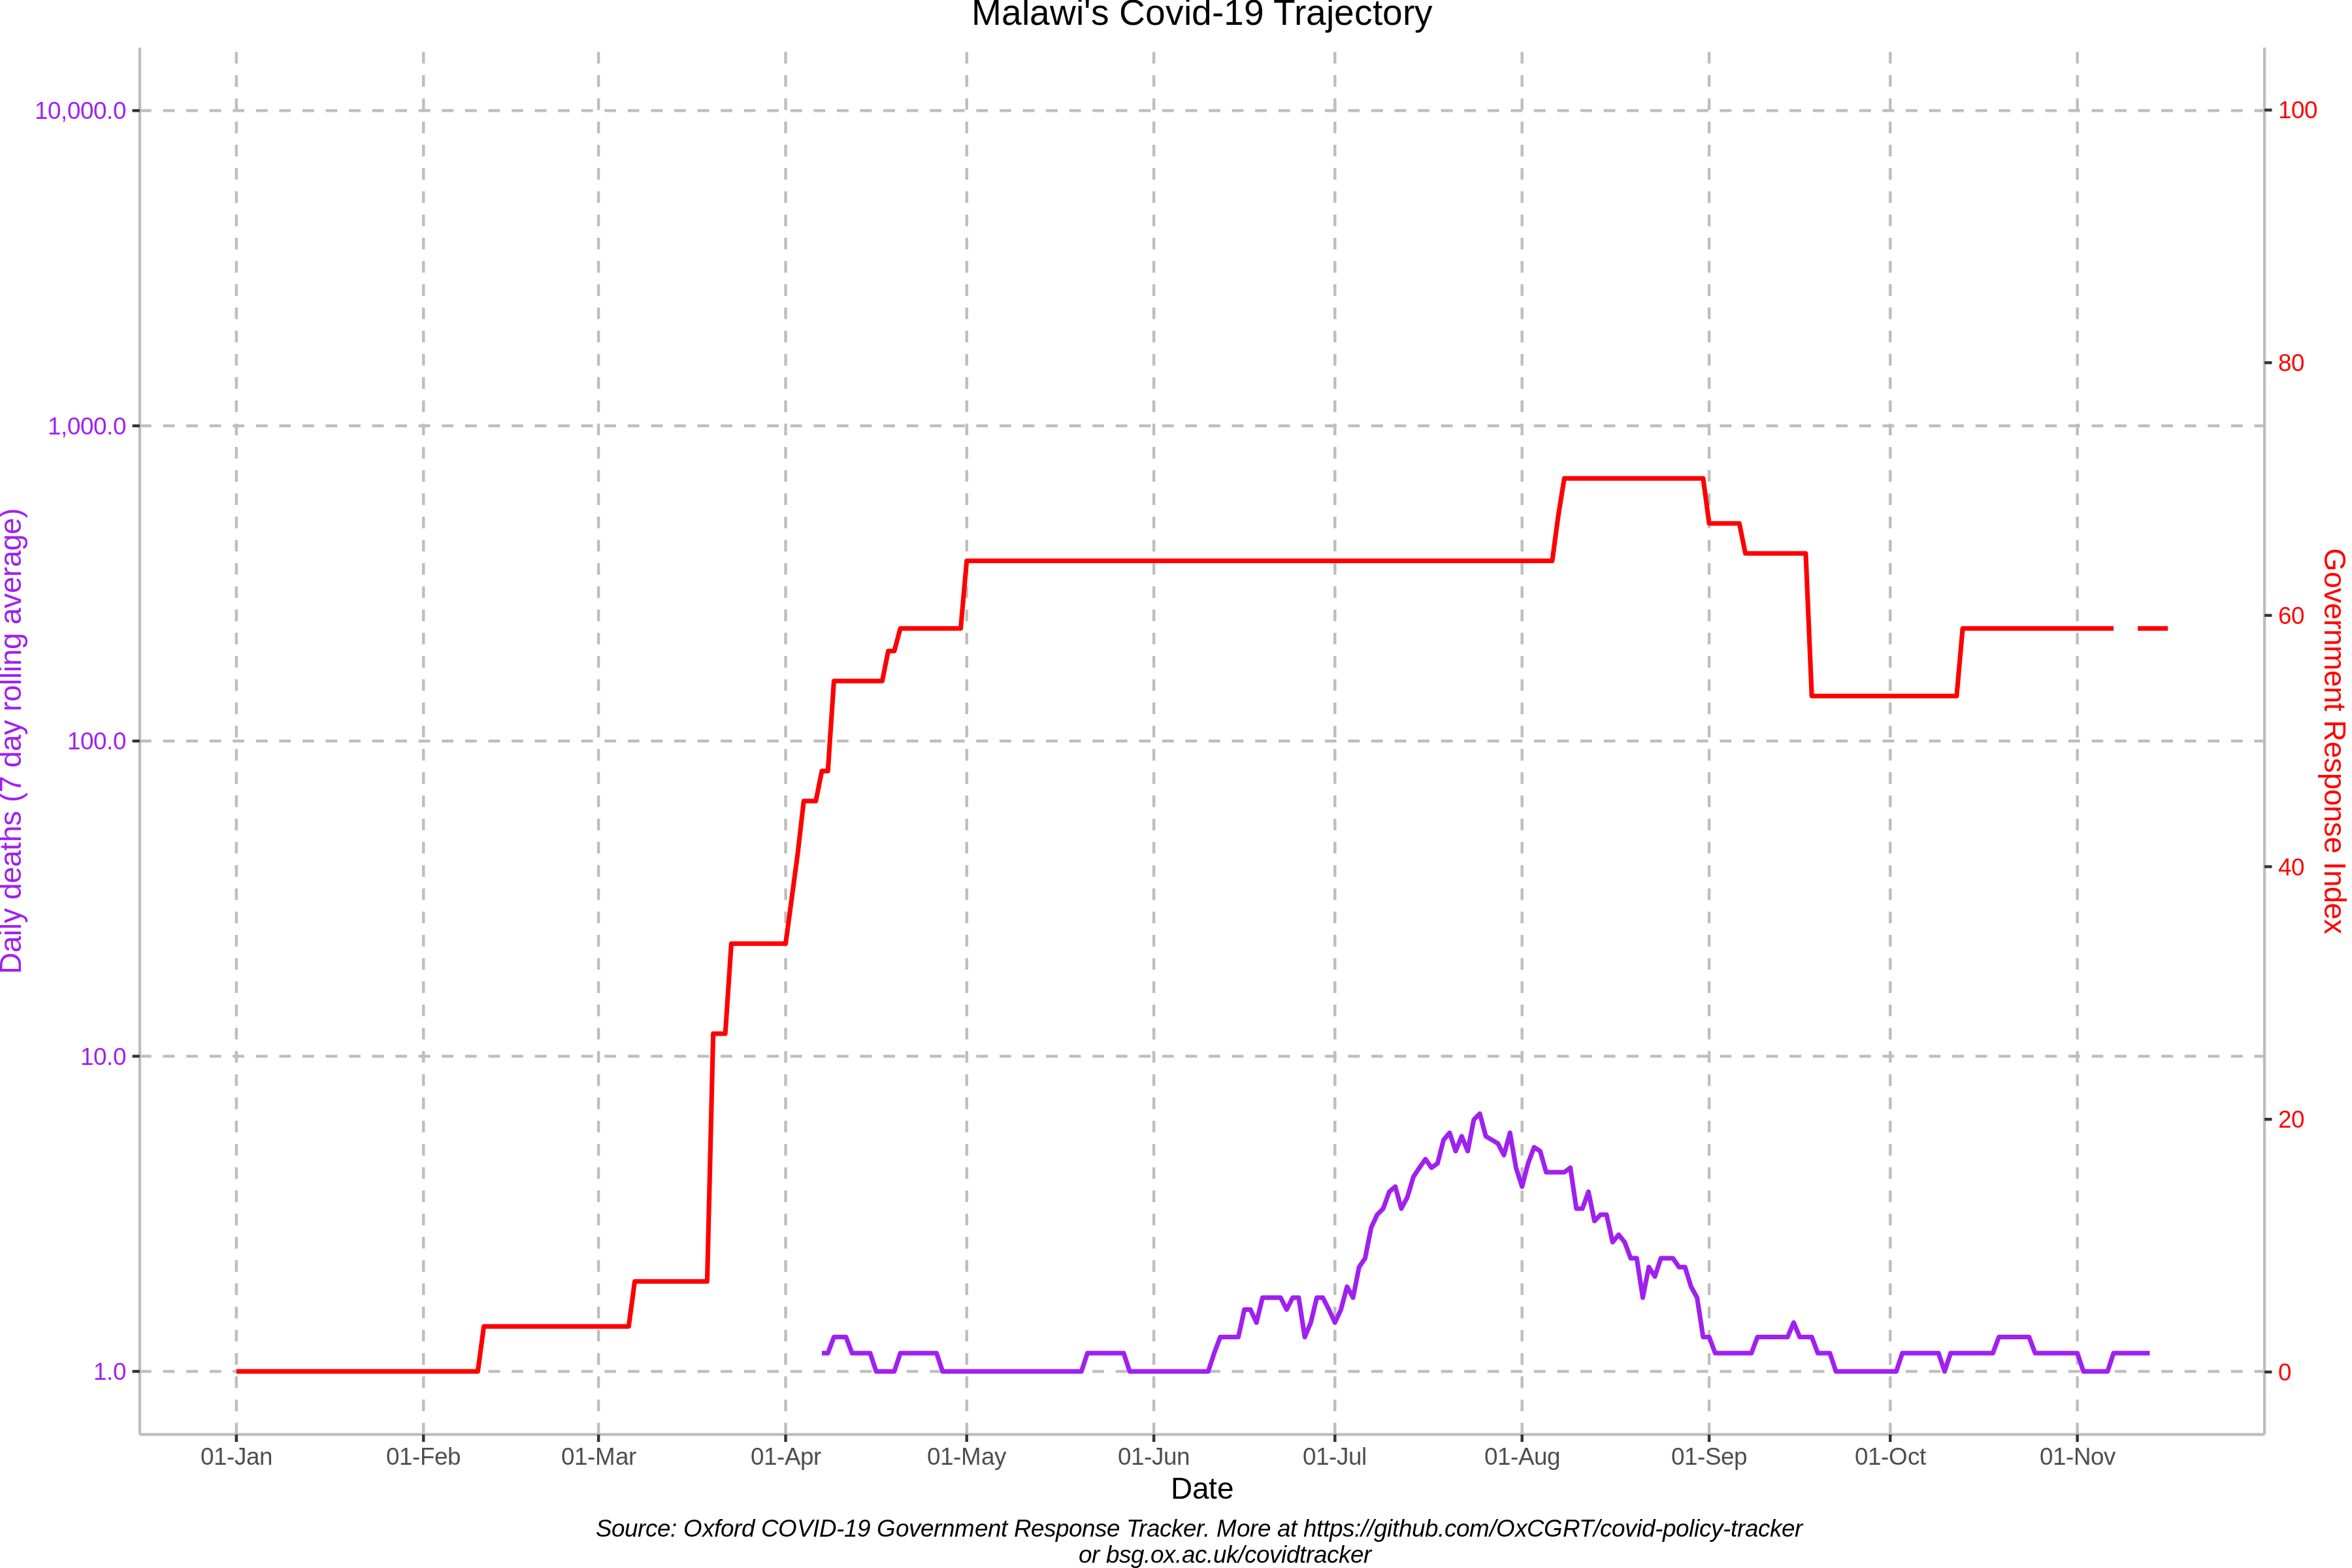 Malawi's Covid-19 Trajectory
10,000.0
1,000.0
100.0
10.0
1.0
Daily deaths (7 day rolling average)
100
80
60
40
20
0
Government Response Index
01-Jan
01-Feb
01-Mar
01-Apr
01-May
01-Jun
01-Jul
01-Aug
01-Sep
01-Oct
01-Nov
Date
Source: Oxford COVID-19 Government Response Tracker. More at https://github.com/OxCGRT/covid-policy-tracker
or bsg.ox.ac.uk/covidtracker